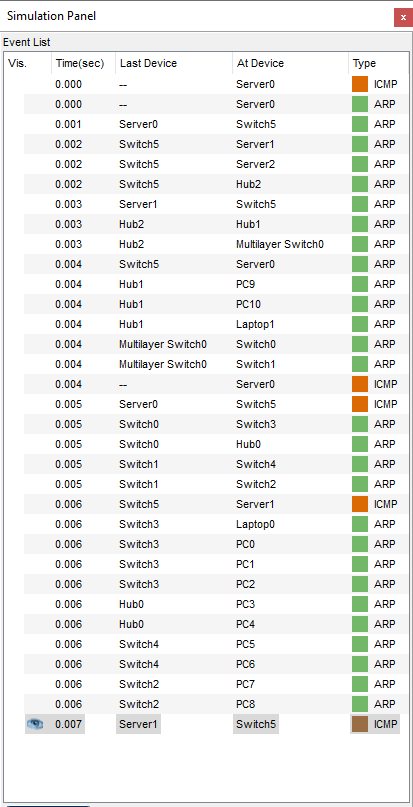 Simulation Panel
x
Event List
Vis. Time(sec) Last Device At Device Type
0.000 -- Server0 ICMP
0.000 -- Server0 ARP
0.001 Server0 Switch5 ARP
0.002 Switch5 Server1 ARP
0.002 Switch5 Server2 ARP
0.002 Switch5 Hub2 ARP
0.003 Server1 Switch5 ARP
0.003 Hub2 Hub1 ARP
0.003 Hub2 Multilayer Switch0 ARP
0.004 Switch5 Server0 ARP
0.004 Hub1 PC9 ARP
0.004 Hub1 PC10 ARP
0.004 Hub1 Laptop1 ARP
0.004 Multilayer Switch0 Switch0 ARP
0.004 Multilayer Switch0 Switch1 ARP
0.004 -- Server0 ICMP
0.005 Server0 Switch5 ICMP
0.005 Switch0 Switch3 ARP
0.005 Switch0 Hub0 ARP
0.005 Switch1 Switch4 ARP
0.005 Switch1 Switch2 ARP
0.006 Switch5 Server1 ICMP
0.006 Switch3 Laptop0 ARP
0.006 Switch3 PC0 ARP
0.006 Switch3 PC1 ARP
0.006 Switch3 PC2 ARP
0.006 Hub0 PC3 ARP
0.006 Hub0 PC4 ARP
0.006 Switch4 PC5 ARP
0.006 Switch4 PC6 ARP
0.006 Switch2 PC7 ARP
0.006 Switch2 PC8 ARP
0.007 Server1 Switch5 ICMP